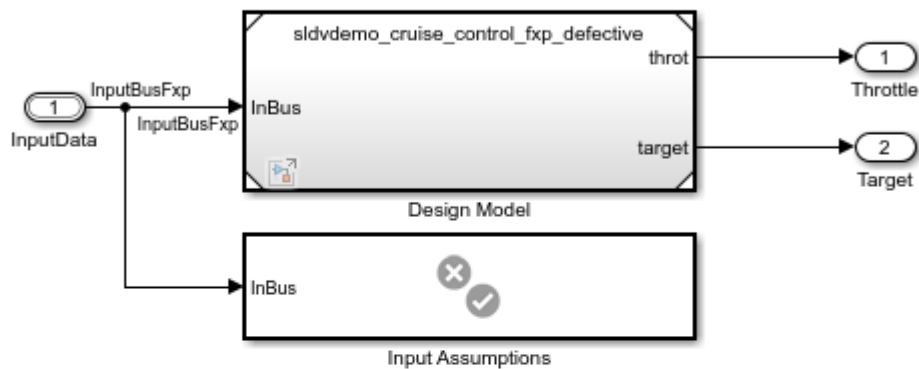 sldvdemo_cruise_control_fxp_defective
throt
1
Throttle
InputBusFxp
1
InBus
InputBusFxp
InputData
target
2
Target
Design Model
InBus
Input Assumptions